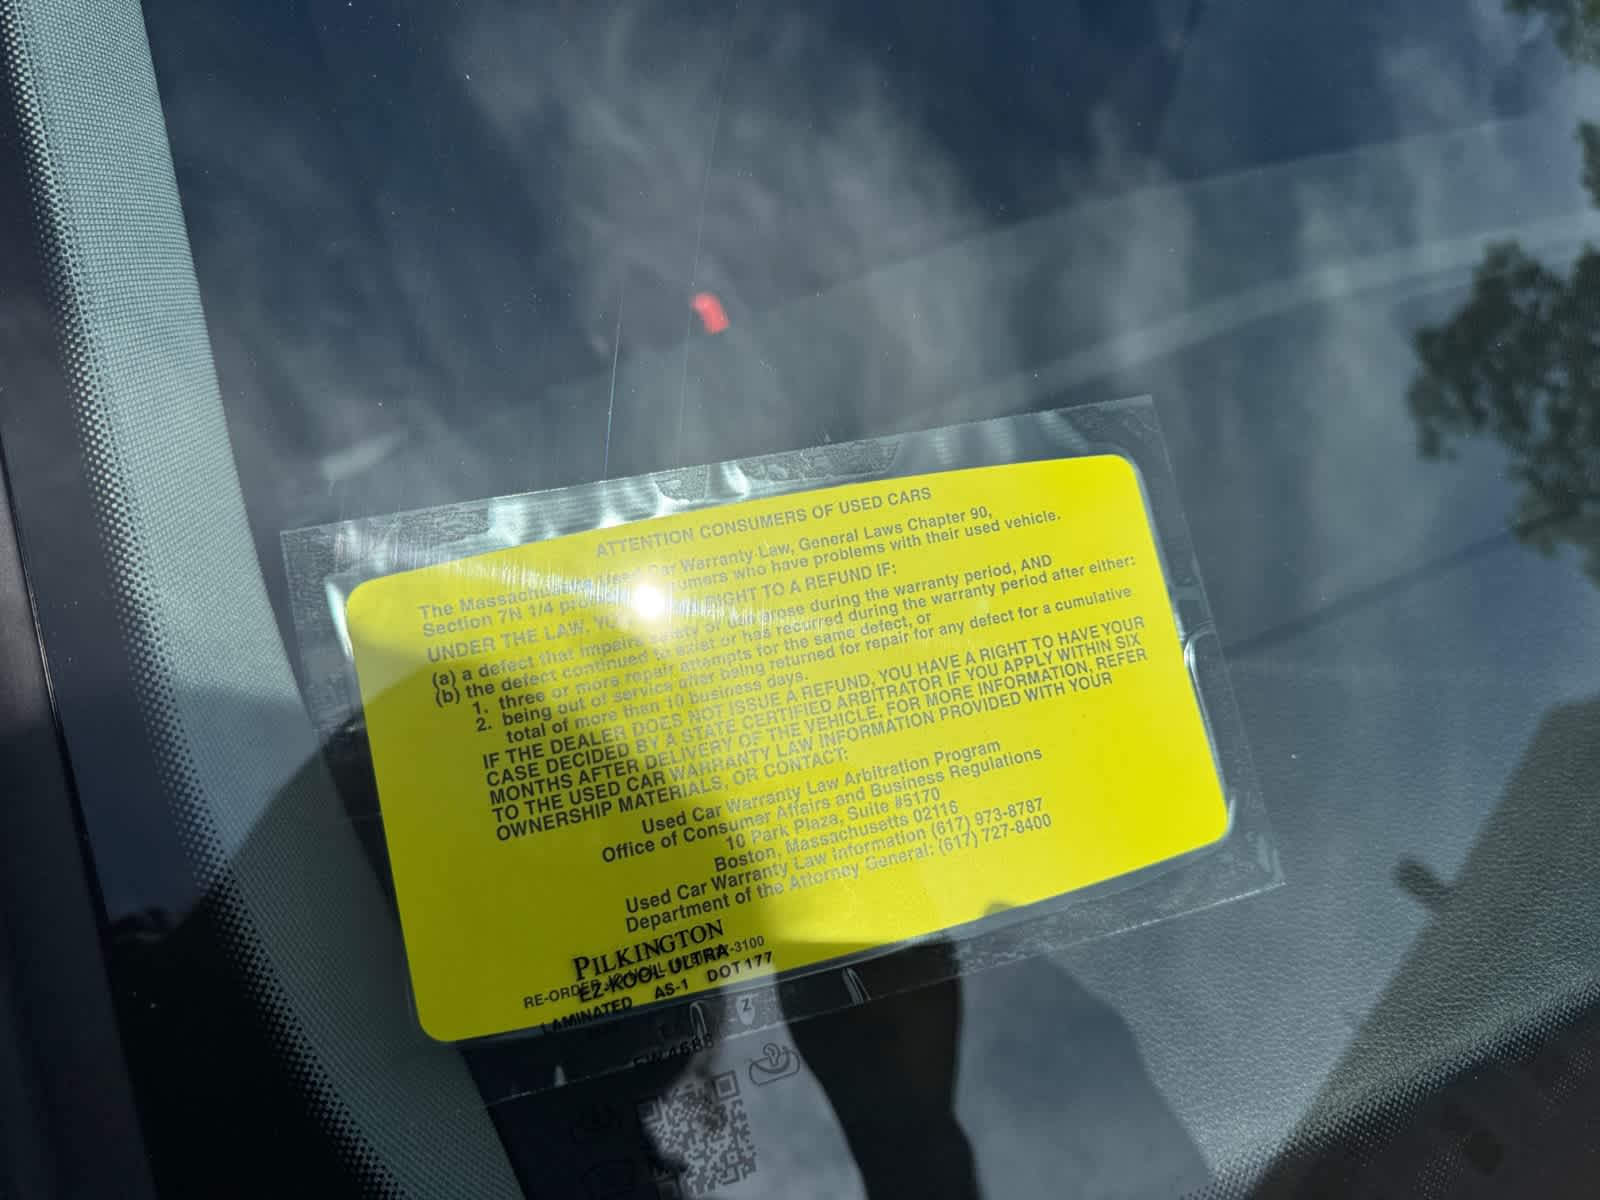 ATTENTION CONSUMERS OF USED CARS
The Massachusetts Used Car Warranty Law, General Laws Chapter 90,
Section 7N 1/4 consumers who have problems with their used vehicle.
UNDER THE LAW, RIGHT TO A REFUND IF:
(a) a defect that impairs safety or use arose during the warranty period, AND
(b) the defect continued to exist or has recurred during the warranty period after either:
1. three or more repair attempts for the same defect, or
2. being out of service after being returned for repair for any defect for a cumulative
total of more than 10 business days.
IF THE DEALER DOES NOT ISSUE A REFUND, YOU HAVE A RIGHT TO HAVE YOUR
CASE DECIDED BY A STATE CERTIFIED ARBITRATOR IF YOU APPLY WITHIN SIX
MONTHS AFTER DELIVERY OF THE VEHICLE. FOR MORE INFORMATION, REFER
TO THE USED CAR WARRANTY LAW INFORMATION PROVIDED WITH YOUR
OWNERSHIP MATERIALS, OR CONTACT:
Used Car Warranty Law Arbitration Program
Office of Consumer Affairs and Business Regulations
10 Park Plaza, Suite #5170
Boston, Massachusetts 02116
Used Car Warranty Law information (617) 973-8787
Department of the Attorney General: (617) 727-8400
PILKINGTON
RE-ORDER -3100
EZ-KOOL ULTRA
LAMINATED AS-1 DOT177